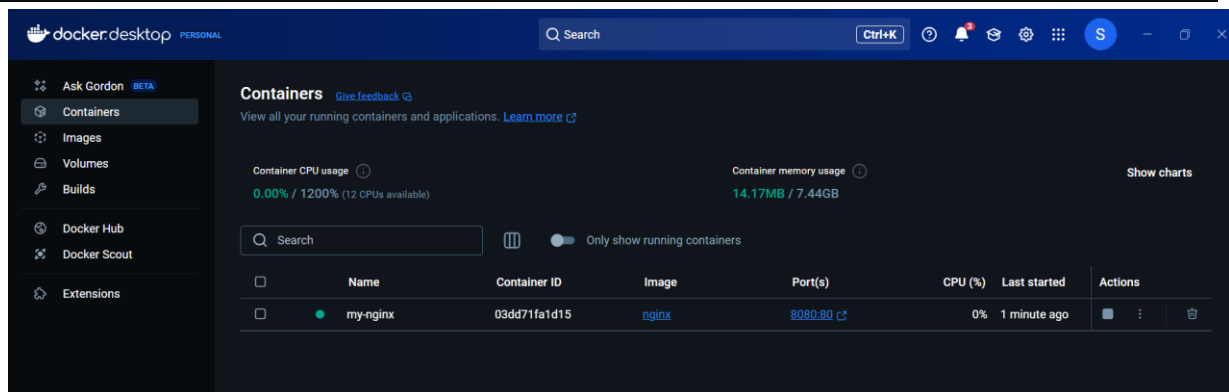 docker.desktop PERSONAL
Search
Ctrl+K
3
S
Ask Gordon BETA
Containers
Images
Volumes
Builds
Docker Hub
Docker Scout
Extensions
Containers Give feedback
View all your running containers and applications. Learn more
Container CPU usage
0.00% / 1200% (12 CPUs available)
Container memory usage
14.17MB / 7.44GB
Show charts
Search
Only show running containers
Name Container ID Image Port(s) CPU (%) Last started Actions
my-nginx 03dd71fa1d15 nginx 8080:80 0% 1 minute ago